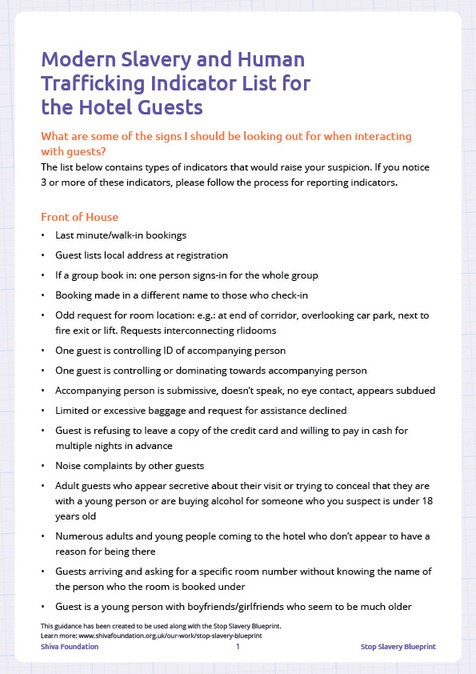 Modern Slavery and Human
Trafficking Indicator List for
the Hotel Guests
What are some of the signs I should be looking out for when interacting
with guests?
The list below contains types of indicators that would raise your suspicion. If you notice
3 or more of these indicators, please follow the process for reporting indicators.
Front of House
• Last minute/walk-in bookings
• Guest lists local address at registration
• If a group book in: one person signs-in for the whole group
• Booking made in a different name to those who check-in
• Odd request for room location: e.g.: at end of corridor, overlooking car park, next to
fire exit or lift. Requests interconnecting rlidooms
• One guest is controlling ID of accompanying person
• One guest is controlling or dominating towards accompanying person
• Accompanying person is submissive, doesn’t speak, no eye contact, appears subdued
• Limited or excessive baggage and request for assistance declined
• Guest is refusing to leave a copy of the credit card and willing to pay in cash for
multiple nights in advance
• Noise complaints by other guests
• Adult guests who appear secretive about their visit or trying to conceal that they are
with a young person or are buying alcohol for someone who you suspect is under 18
years old
• Numerous adults and young people coming to the hotel who don’t appear to have a
reason for being there
• Guests arriving and asking for a specific room number without knowing the name of
the person who the room is booked under
• Guest is a young person with boyfriends/girlfriends who seem to be much older
This guidance has been created to be used along with the Stop Slavery Blueprint.
Learn more: www.shivafoundation.org.uk/our-work/stop-slavery-blueprint
Shiva Foundation 1 Stop Slavery Blueprint